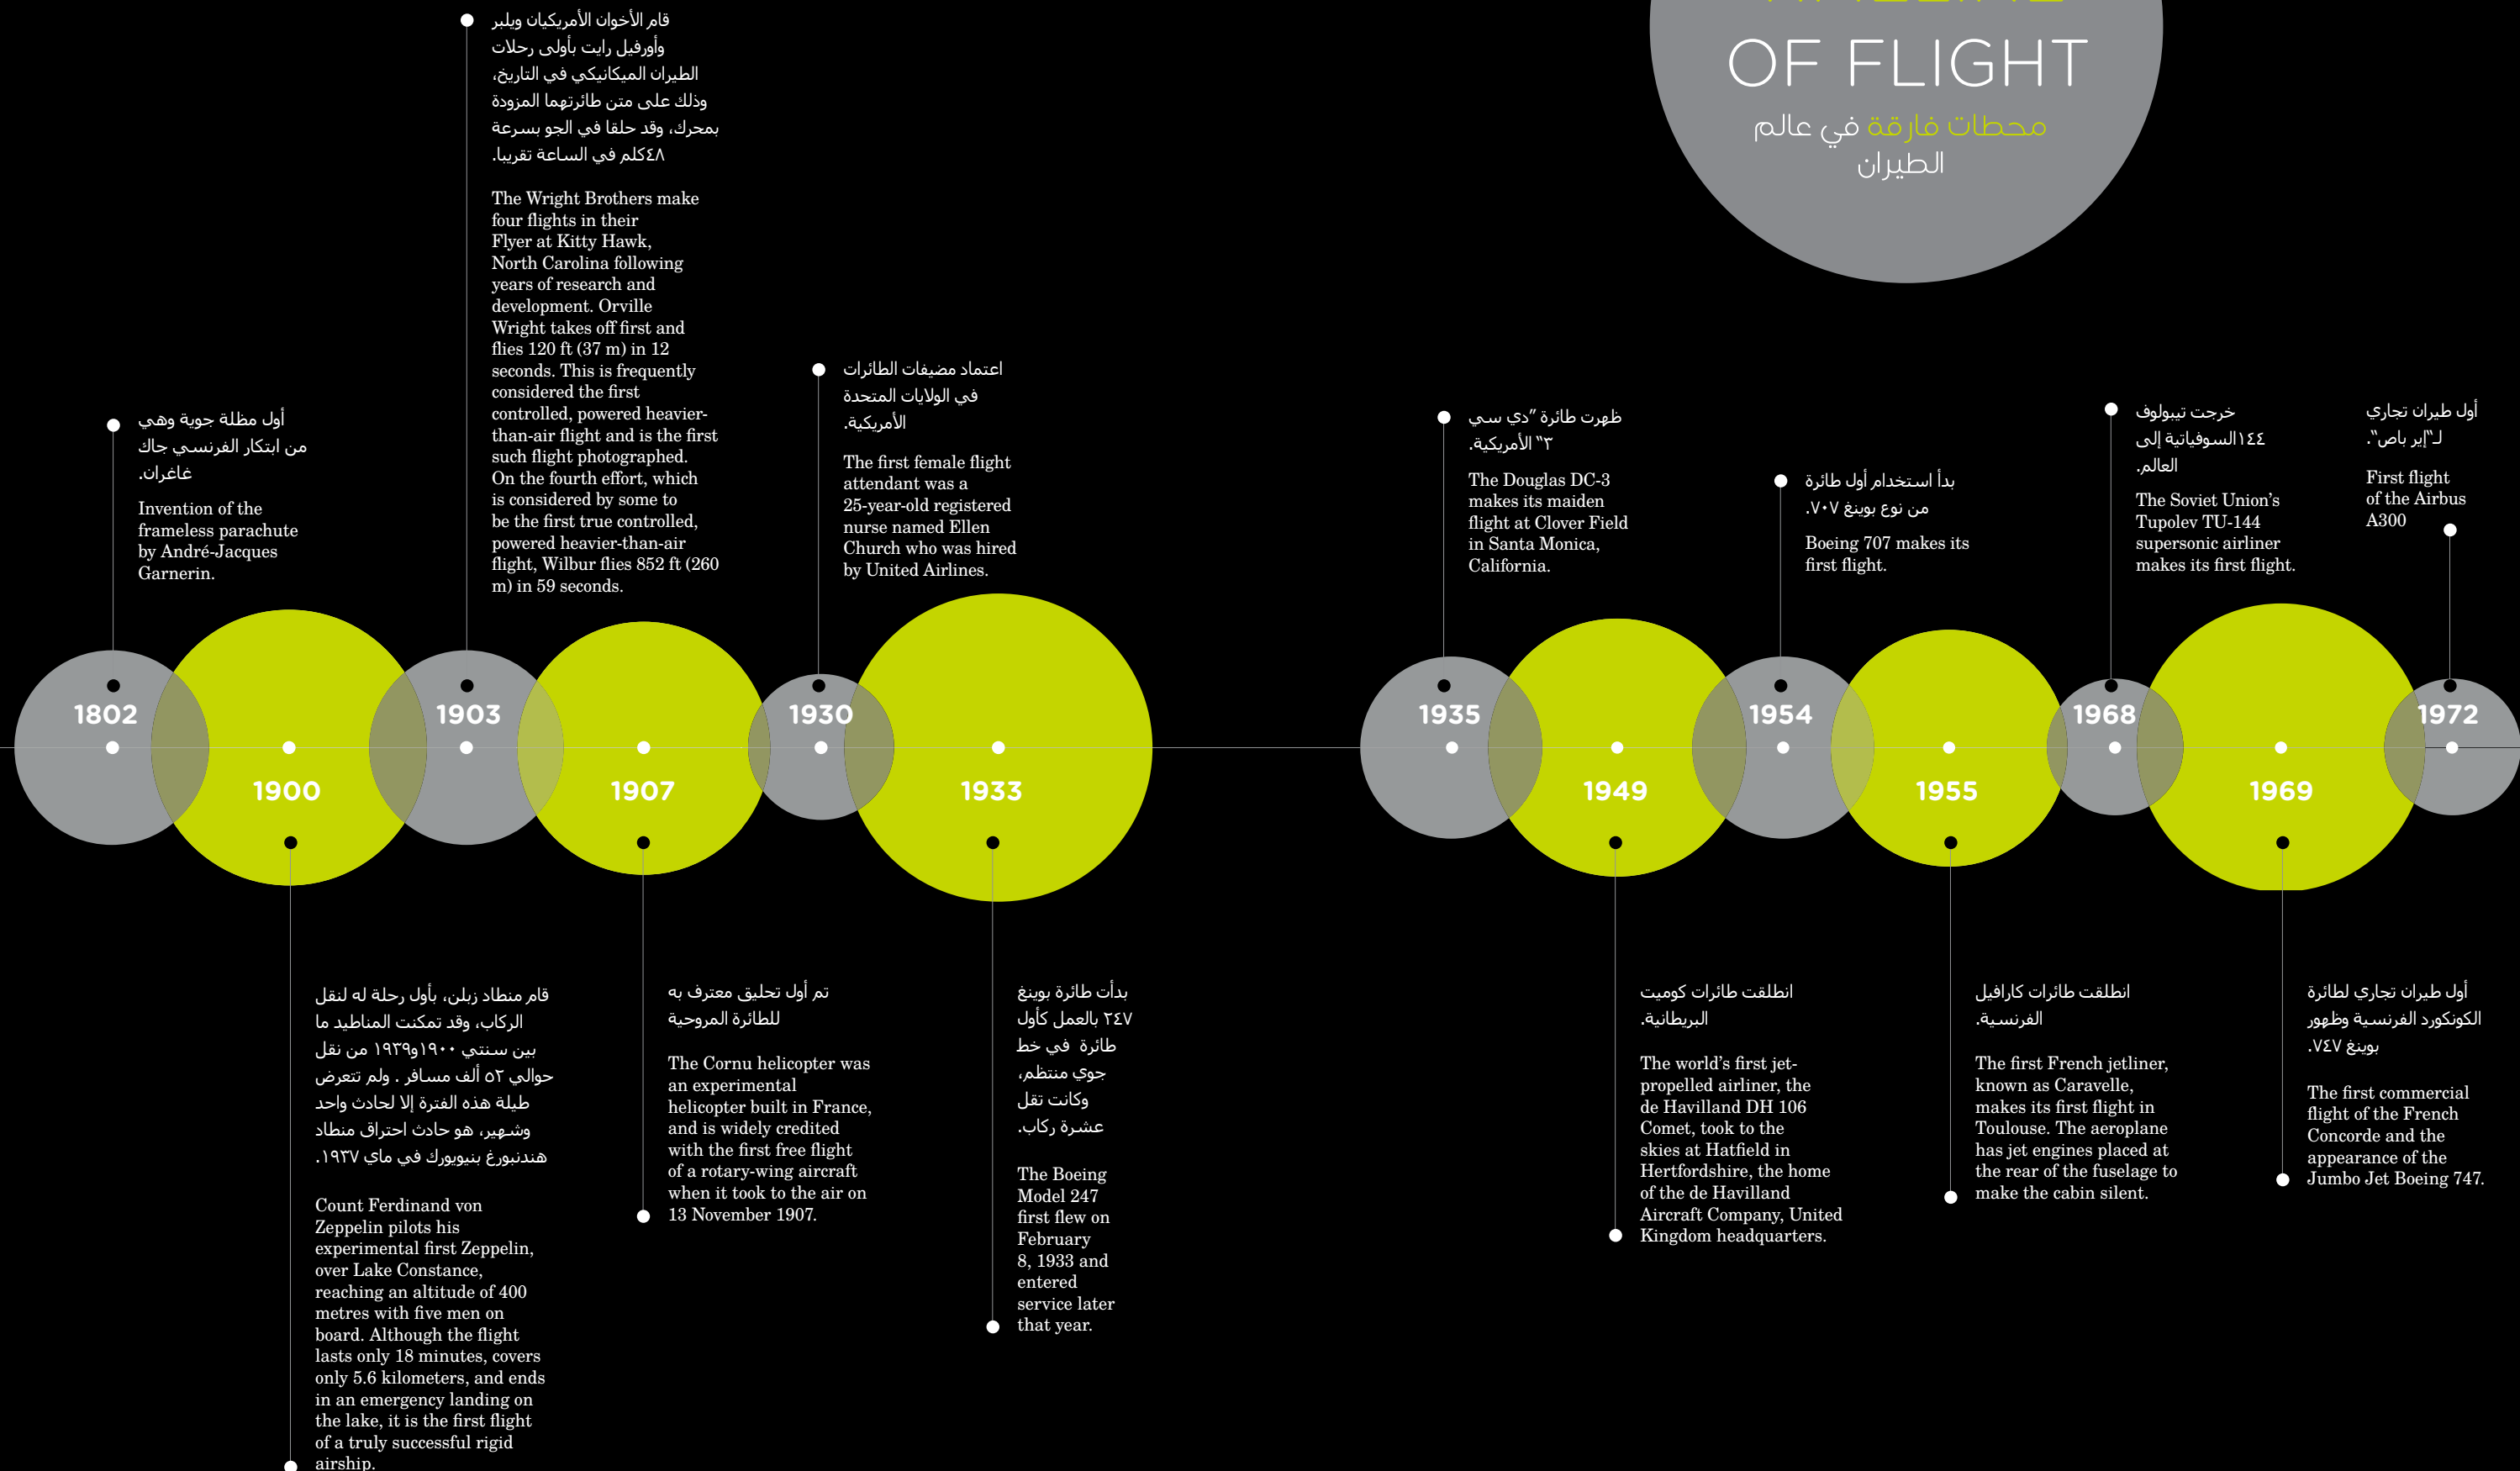 OF FLIGHT
محطات فارقة في عالم
الطيران
أول مظلة جوية وهي
من ابتكار الفرنسي جاك
غاغران.
Invention of the
frameless parachute
by André-Jacques
Garnerin.
1802
1900
قام منطاد زبلن، بأول رحلة له لنقل
الركاب، وقد تمكنت المناطيد ما
بين سنتي ١٩٠٠و١٩٣٩ من نقل
حوالي ٥٢ ألف مسافر . ولم تتعرض
طيلة هذه الفترة إلا لحادث واحد
وشهير، هو حادث احتراق منطاد
هندنبورغ بنيويورك في ماي ١٩٣٧.
Count Ferdinand von
Zeppelin pilots his
experimental first Zeppelin,
over Lake Constance,
reaching an altitude of 400
metres with five men on
board. Although the flight
lasts only 18 minutes, covers
only 5.6 kilometers, and ends
in an emergency landing on
the lake, it is the first flight
of a truly successful rigid
airship.
قام الأخوان الأمريكيان ويلبر
وأورفيل رايت بأولى رحلات
الطيران الميكانيكي في التاريخ،
وذلك على متن طائرتهما المزودة
بمحرك، وقد حلقا في الجو بسرعة
٤٨كلم في الساعة تقريبا.
The Wright Brothers make
four flights in their
Flyer at Kitty Hawk,
North Carolina following
years of research and
development. Orville
Wright takes off first and
flies 120 ft (37 m) in 12
seconds. This is frequently
considered the first
controlled, powered heavier-
than-air flight and is the first
such flight photographed.
On the fourth effort, which
is considered by some to
be the first true controlled,
powered heavier-than-air
flight, Wilbur flies 852 ft (260
m) in 59 seconds.
1903
1907
تم أول تحليق معترف به
للطائرة المروحية
The Cornu helicopter was
an experimental
helicopter built in France,
and is widely credited
with the first free flight
of a rotary-wing aircraft
when it took to the air on
13 November 1907.
اعتماد مضيفات الطائرات
في الولايات المتحدة
الأمريكية.
The first female flight
attendant was a
25-year-old registered
nurse named Ellen
Church who was hired
by United Airlines.
1930
1933
بدأت طائرة بوينغ
٢٤٧ بالعمل كأول
طائرة في خط
جوي منتظم،
وكانت تقل
عشرة ركاب.
The Boeing
Model 247
first flew on
February
8, 1933 and
entered
service later
that year.
ظهرت طائرة ”دي سي
٣“ الأمريكية.
The Douglas DC-3
makes its maiden
flight at Clover Field
in Santa Monica,
California.
1935
1949
انطلقت طائرات كوميت
البريطانية.
The world’s first jet-
propelled airliner, the
de Havilland DH 106
Comet, took to the
skies at Hatfield in
Hertfordshire, the home
of the de Havilland
Aircraft Company, United
Kingdom headquarters.
بدأ استخدام أول طائرة
من نوع بوينغ ٧٠٧.
Boeing 707 makes its
first flight.
1954
1955
انطلقت طائرات كارافيل
الفرنسية.
The first French jetliner,
known as Caravelle,
makes its first flight in
Toulouse. The aeroplane
has jet engines placed at
the rear of the fuselage to
make the cabin silent.
خرجت تيبولوف
١٤٤السوفياتية إلى
العالم.
The Soviet Union’s
Tupolev TU-144
supersonic airliner
makes its first flight.
1968
1969
أول طيران تجاري لطائرة
الكونكورد الفرنسية وظهور
بوينغ ٧٤٧.
The first commercial
flight of the French
Concorde and the
appearance of the
Jumbo Jet Boeing 747.
أول طيران تجاري
لـ”إير باص“.
First flight
of the Airbus
A300
1972